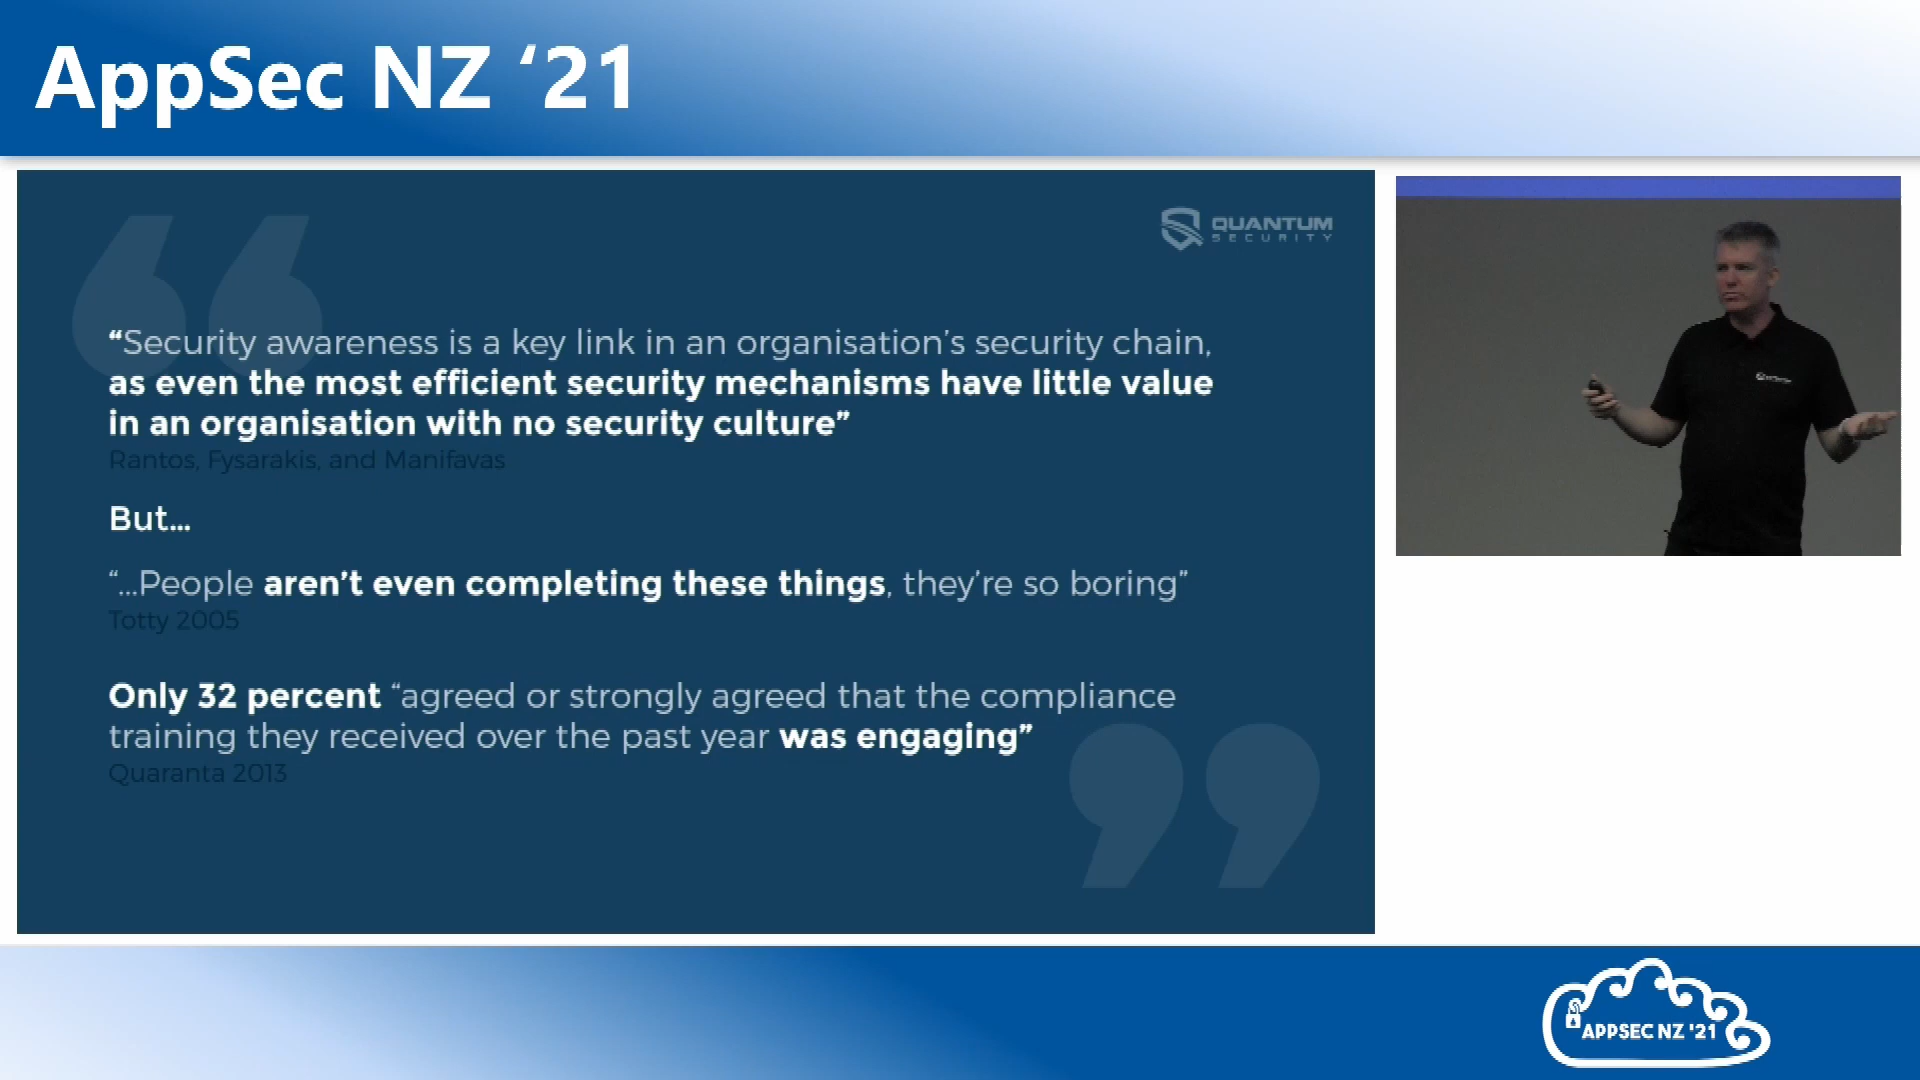 AppSec NZ ‘21
QUANTUM
SECURITY
“Security awareness is a key link in an organisation’s security chain,
as even the most efficient security mechanisms have little value
in an organisation with no security culture”
Rantos, Fysarakis, and Manifavas
But...
“...People aren’t even completing these things, they’re so boring”
Totty 2005
Only 32 percent “agreed or strongly agreed that the compliance
training they received over the past year was engaging”
Quaranta 2013
APPSEC NZ '21